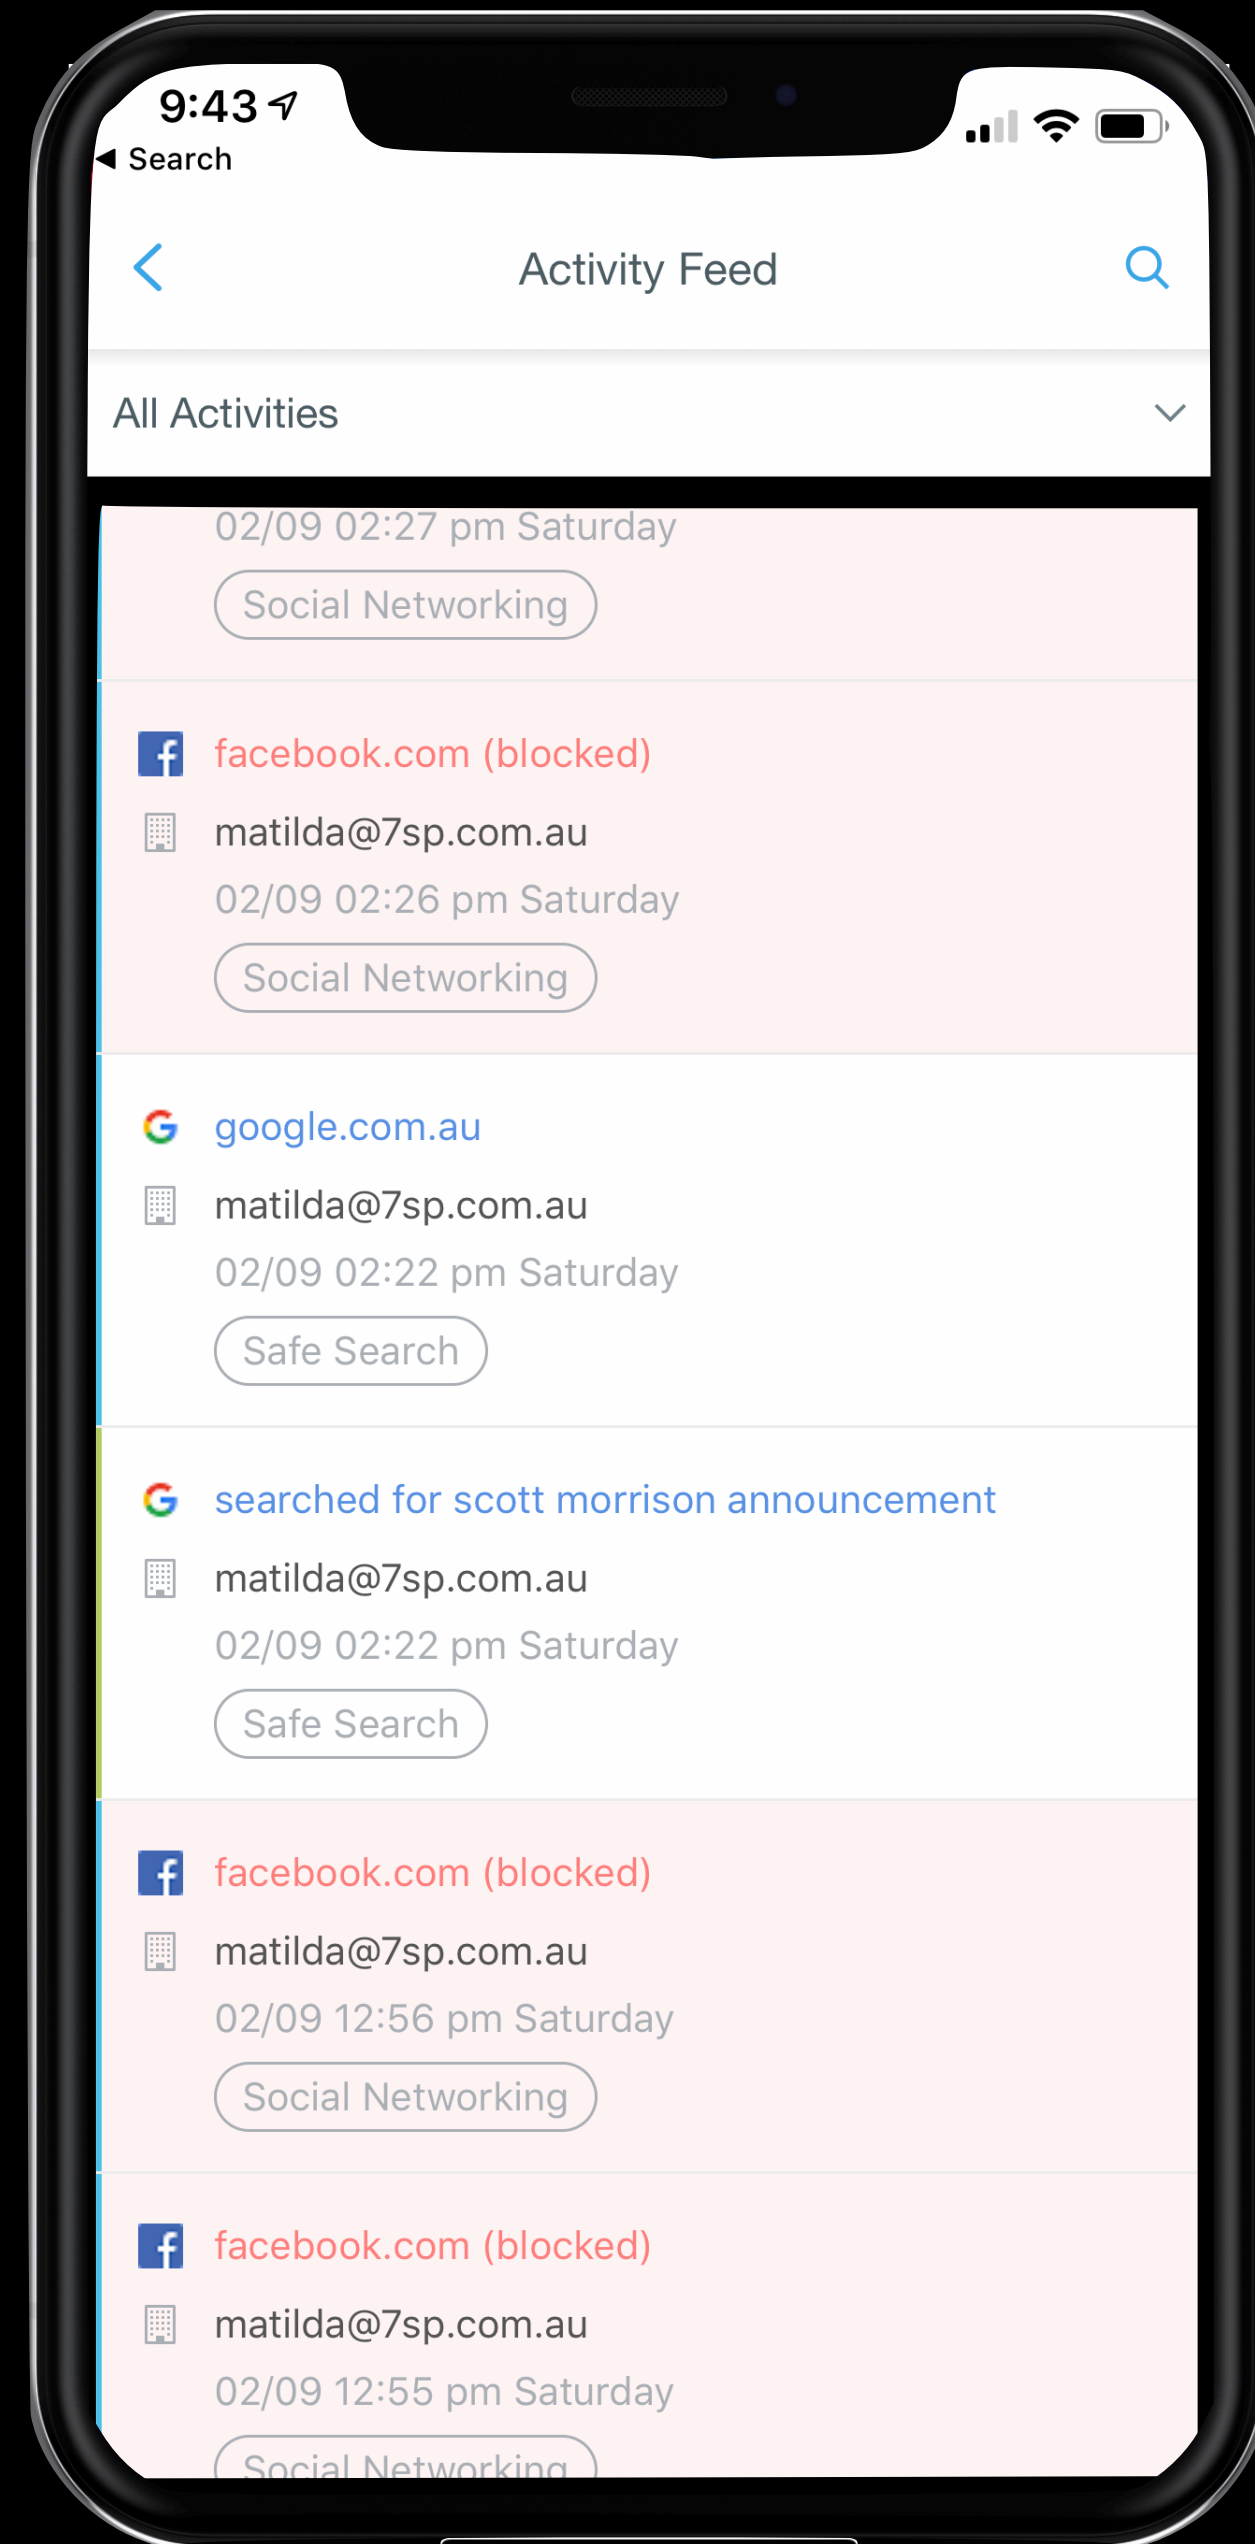 9:43
Search
Activity Feed
All Activities
02/09 02:27 pm Saturday
Social Networking
facebook.com (blocked)
matilda@7sp.com.au
02/09 02:26 pm Saturday
Social Networking
google.com.au
matilda@7sp.com.au
02/09 02:22 pm Saturday
Safe Search
searched for scott morrison announcement
matilda@7sp.com.au
02/09 02:22 pm Saturday
Safe Search
facebook.com (blocked)
matilda@7sp.com.au
02/09 12:56 pm Saturday
Social Networking
facebook.com (blocked)
matilda@7sp.com.au
02/09 12:55 pm Saturday
Social Networking